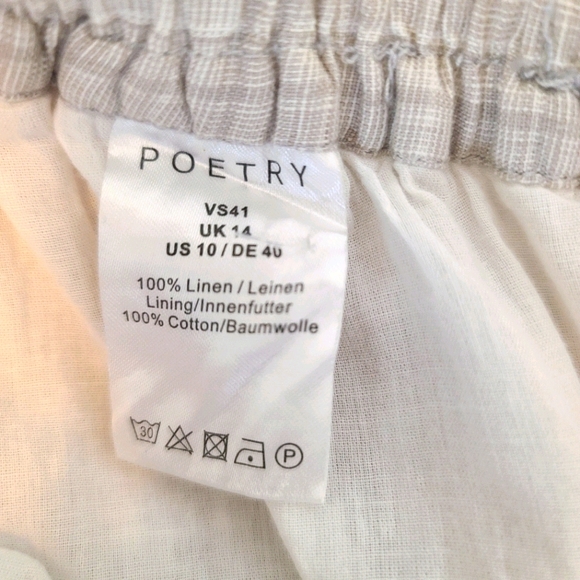 POETRY
VS41
UK 14
US 10 / DE 40
100% Linen / Leinen
Lining/Innenfutter
100% Cotton/Baumwolle
30 P